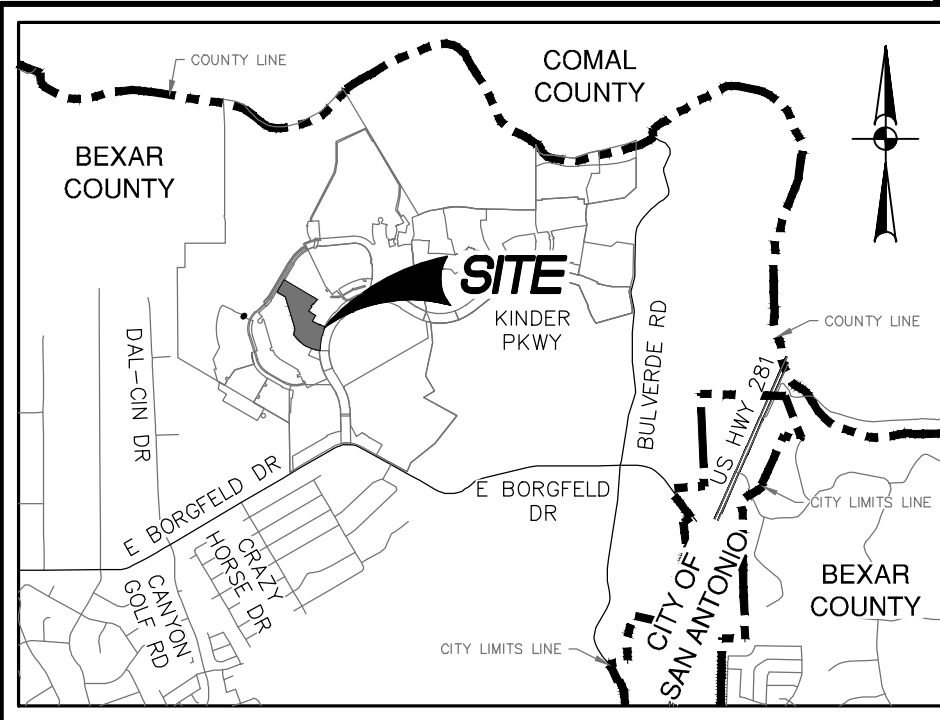 COUNTY LINE
COMAL
COUNTY
BEXAR
COUNTY
SITE
KINDER
PKWY
COUNTY LINE
DAL-CIN DR
BULVERDE RD
US HWY 281
E BORGFELD DR
E BORGFELD
DR
CITY LIMITS LINE
CRAZY
HORSE DR
CANYON
GOLF RD
CITY OF
SAN ANTONIO
BEXAR
COUNTY
CITY LIMITS LINE